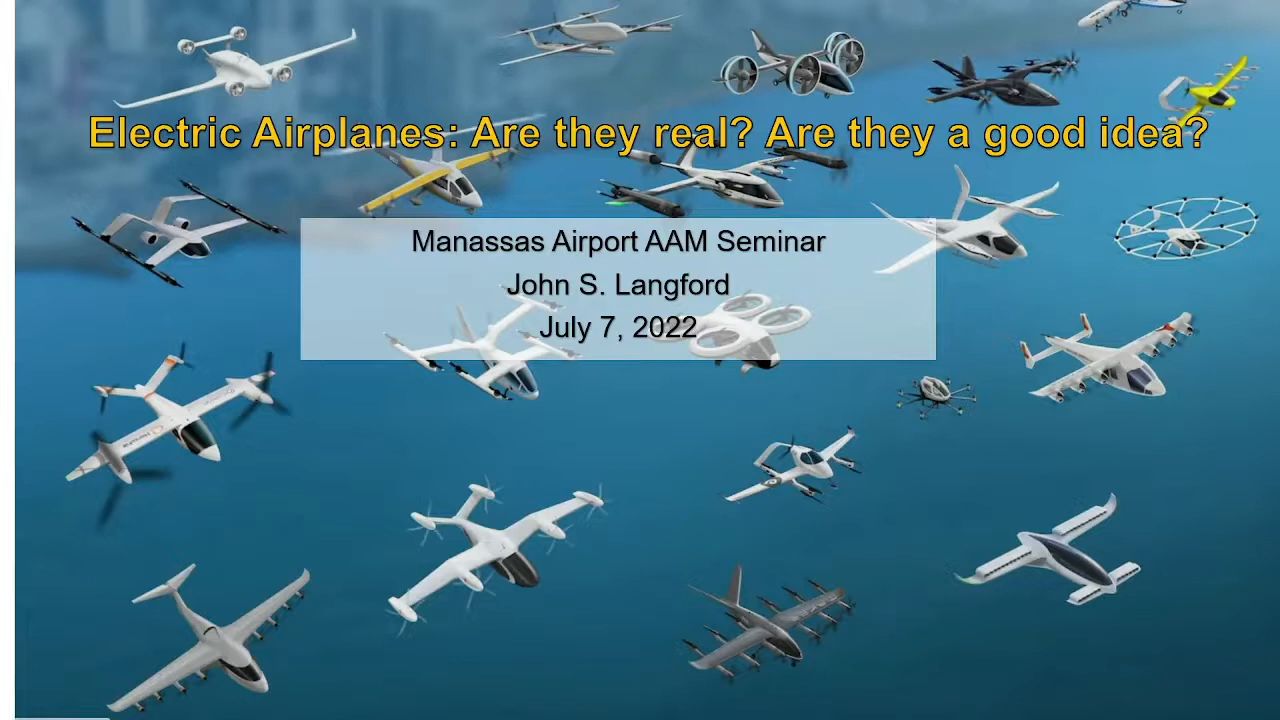 Electric Airplanes: Are they real? Are they a good idea?
Manassas Airport AAM Seminar
John S. Langford
July 7, 2022